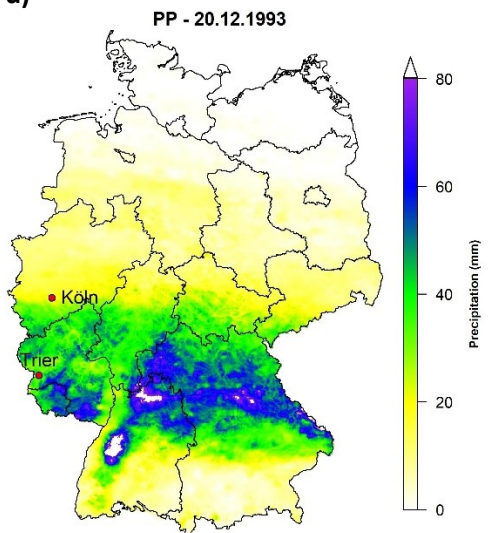 a)
PP - 20.12.1993
80
60
40
20
0
Precipitation (mm)
Köln
Trier